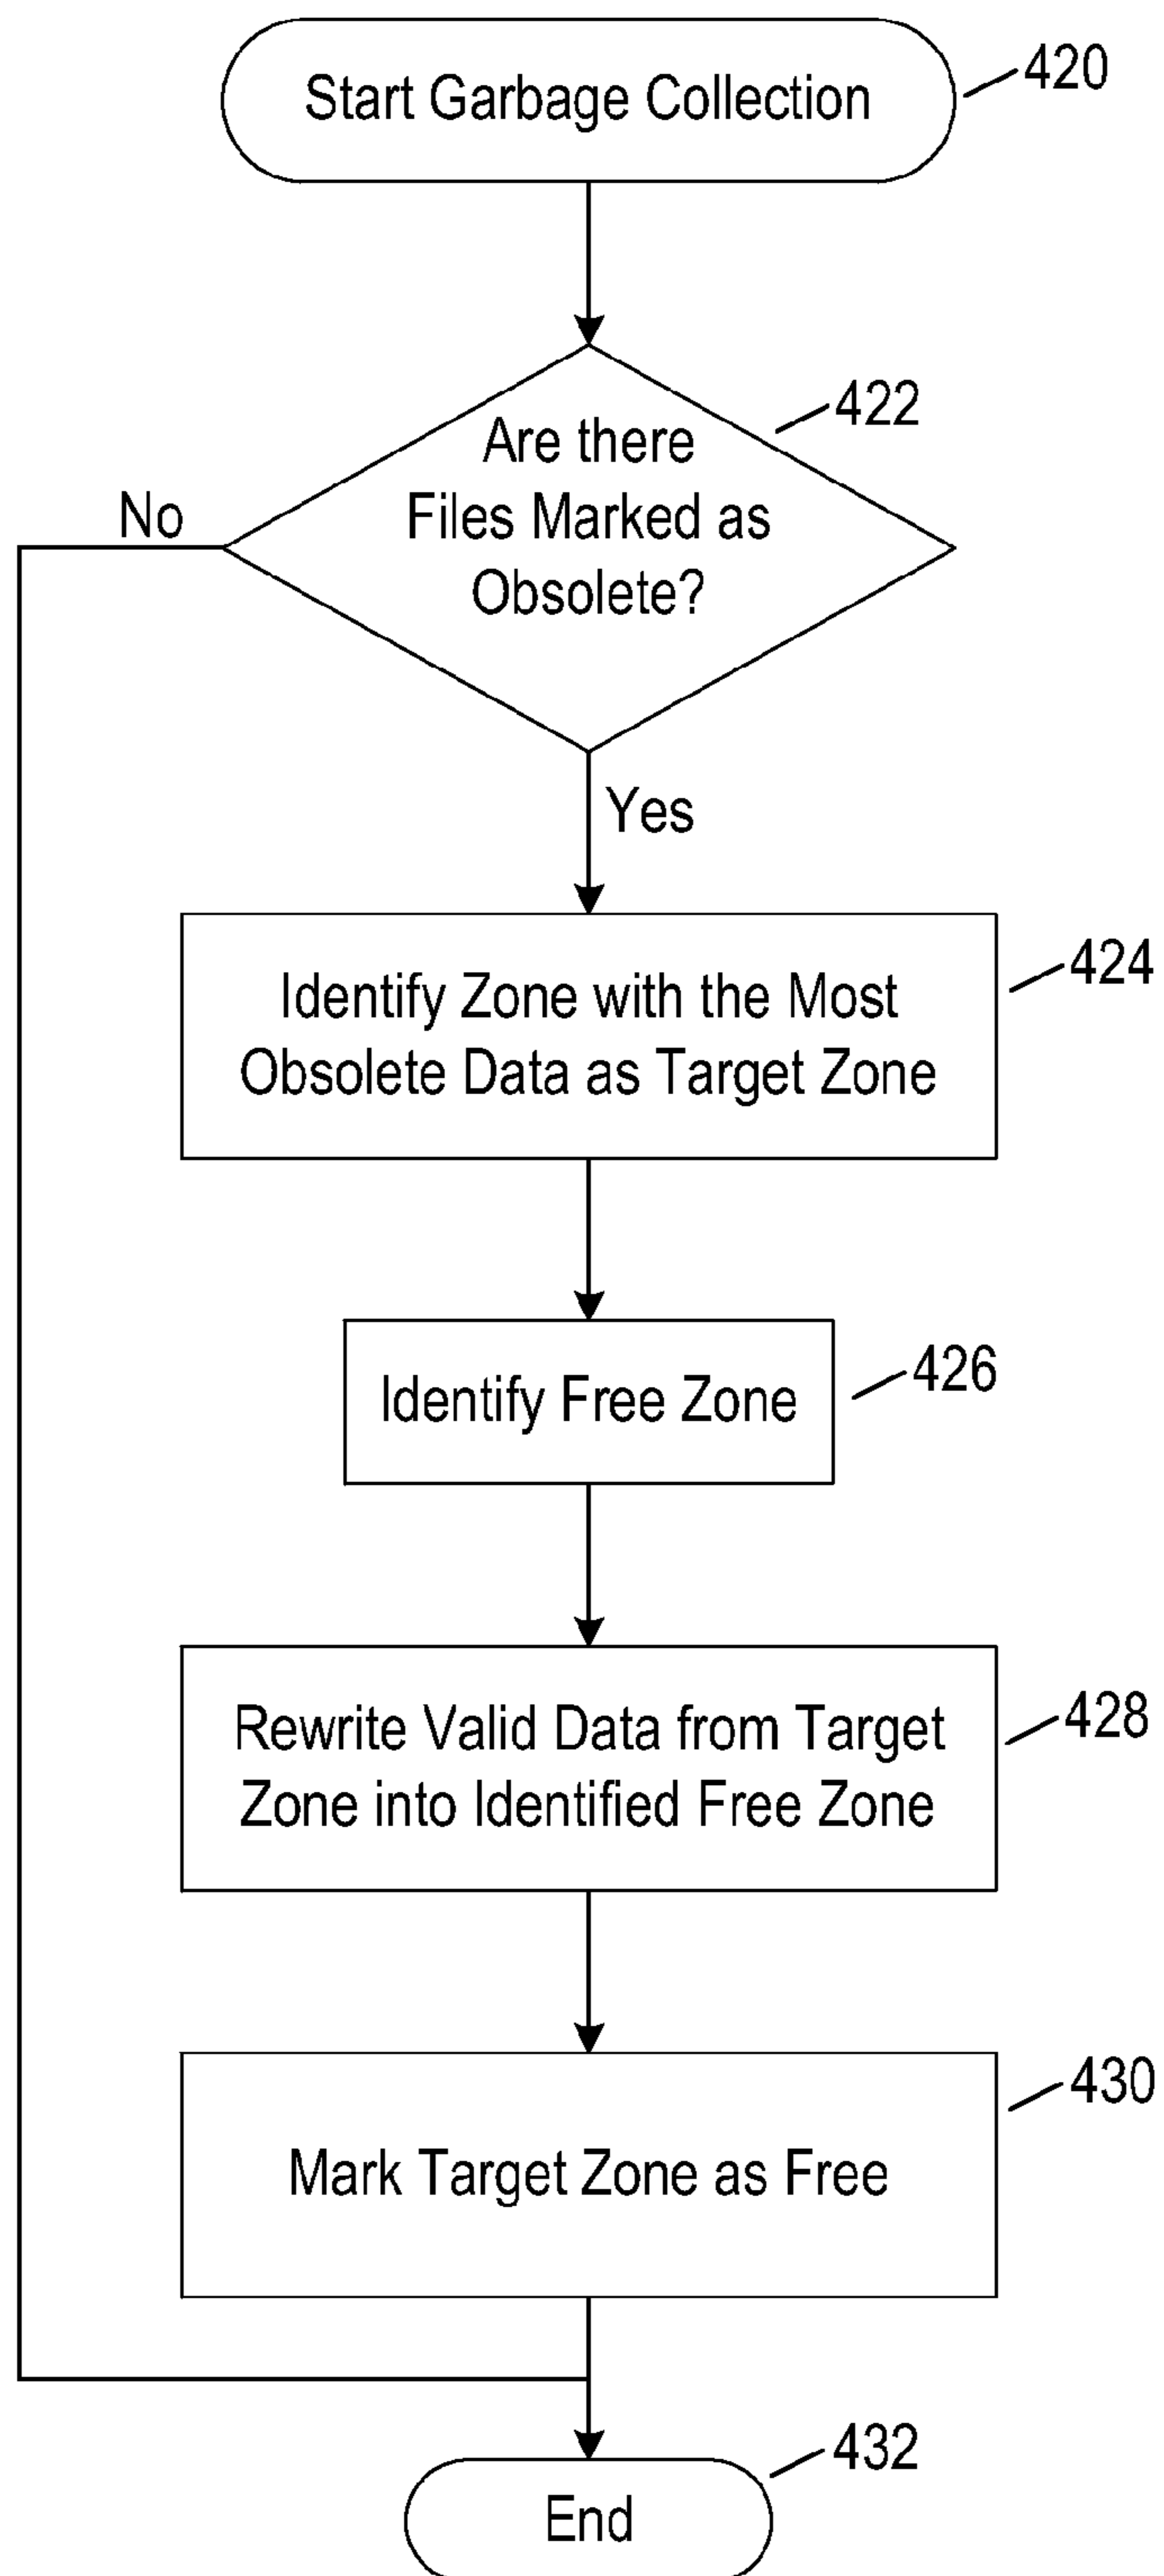 Start Garbage Collection
420
422
Are there
Files Marked as
Obsolete?
No
Yes
424
Identify Zone with the Most
Obsolete Data as Target Zone
426
Identify Free Zone
428
Rewrite Valid Data from Target
Zone into Identified Free Zone
430
Mark Target Zone as Free
432
End